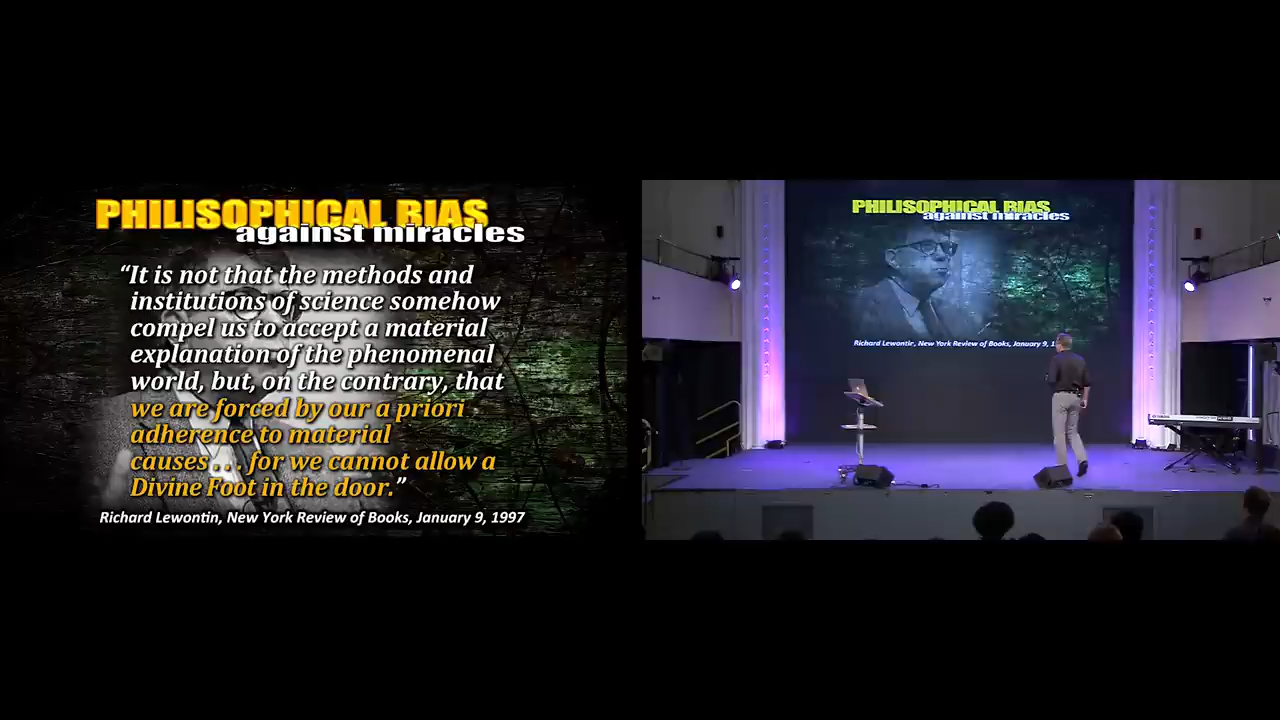 PHILISOPHICAL BIAS
against miracles
“It is not that the methods and
institutions of science somehow
compel us to accept a material
explanation of the phenomenal
world, but, on the contrary, that
we are forced by our a priori
adherence to material
causes . . . for we cannot allow a
Divine Foot in the door.”
Richard Lewontin, New York Review of Books, January 9, 1997
PHILISOPHICAL BIAS
against miracles
Richard Lewontin, New York Review of Books, January 9,
YAMAHA